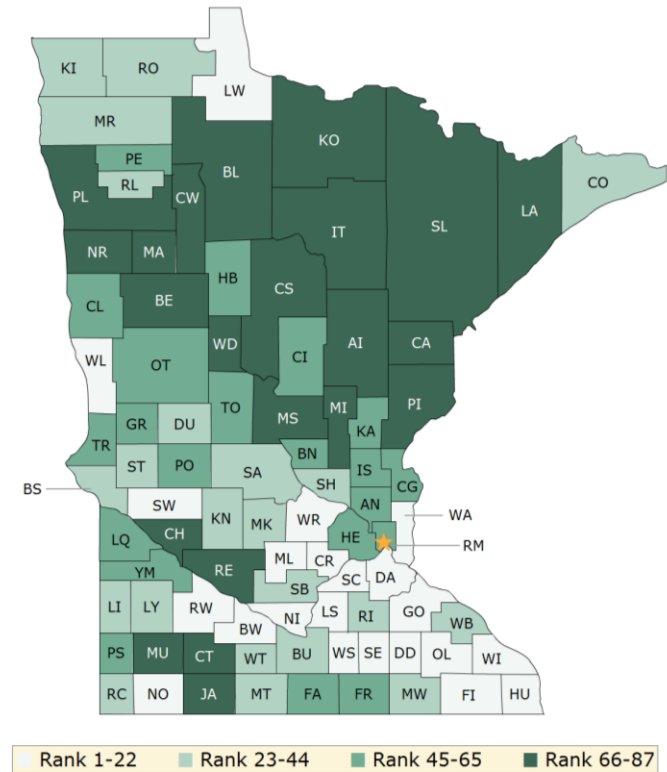 KI
RO
LW
MR
KO
PE
BL
RL
CO
PL
CW
LA
SL
IT
NR
MA
HB
CS
BE
CL
WD
AI
CA
CI
WL
OT
TO
MI
PI
MS
KA
GR
DU
TR
BN
IS
ST
PO
SA
SH
CG
BS
AN
SW
WR
WA
KN
MK
CH
HE
LQ
RM
ML
CR
RE
YM
SC
DA
SB
LI
LY
RW
NI
LS
RI
GO
WB
BW
PS
MU
CT
WT
BU
WS
SE
DD
OL
WI
RC
NO
JA
MT
FA
FR
MW
FI
HU
Rank 1-22 Rank 23-44 Rank 45-65 Rank 66-87